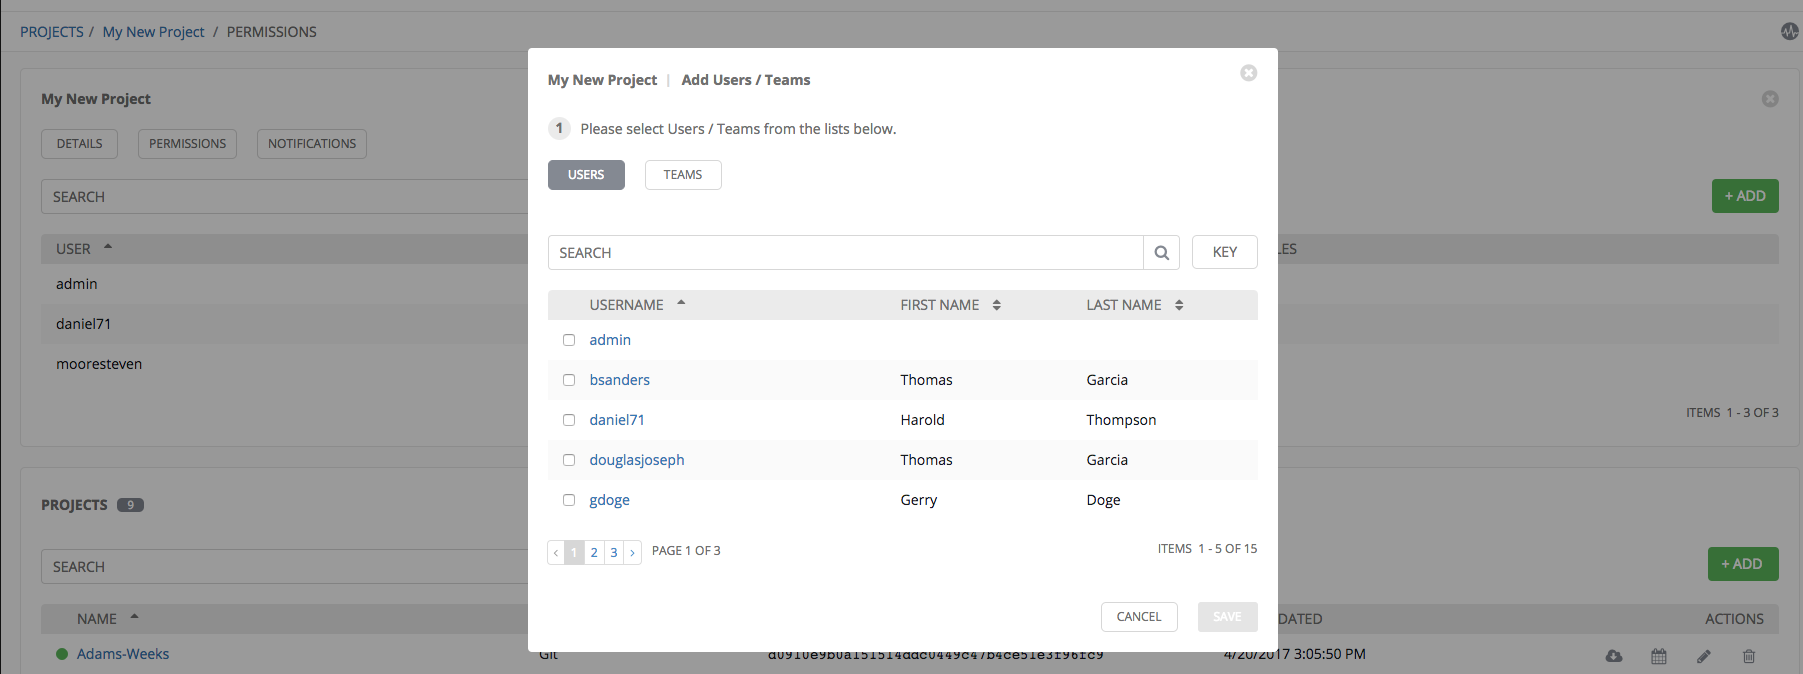 PROJECTS / My New Project / PERMISSIONS
My New Project
DETAILS PERMISSIONS NOTIFICATIONS
SEARCH
+ ADD
USER
LES
admin
daniel71
mooresteven
ITEMS 1 - 3 OF 3
PROJECTS 9
SEARCH
+ ADD
NAME
DATED
ACTIONS
Adams-Weeks
Git
4/20/2017 3:05:50 PM
My New Project | Add Users / Teams
1 Please select Users / Teams from the lists below.
USERS TEAMS
SEARCH
KEY
USERNAME FIRST NAME LAST NAME
admin
bsanders Thomas Garcia
daniel71 Harold Thompson
douglasjoseph Thomas Garcia
gdoge Gerry Doge
‹ 1 2 3 › PAGE 1 OF 3 ITEMS 1 - 5 OF 15
CANCEL SAVE